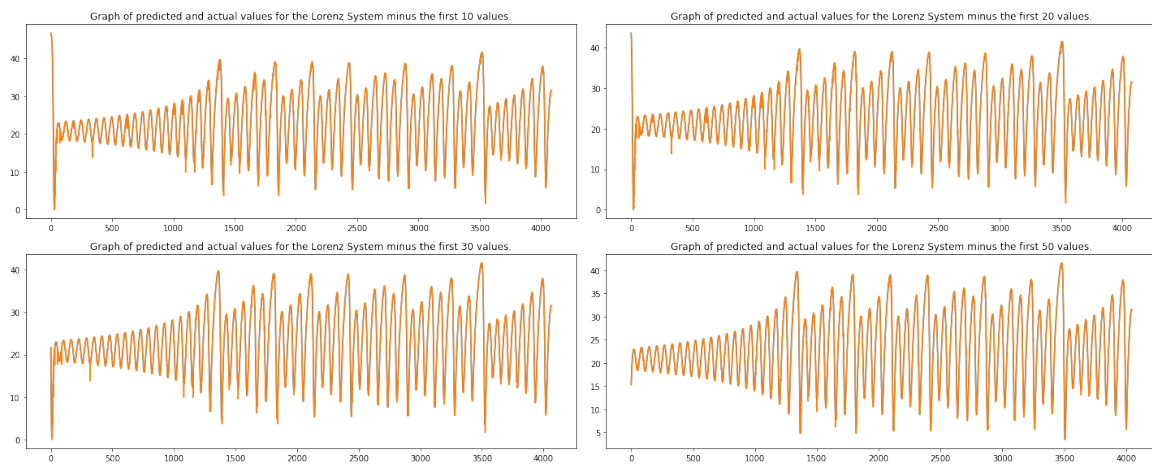 Graph of predicted and actual values for the Lorenz System minus the first 10 values.
40
30
20
10
0
0 500 1000 1500 2000 2500 3000 3500 4000
Graph of predicted and actual values for the Lorenz System minus the first 20 values.
40
30
20
10
0
0 500 1000 1500 2000 2500 3000 3500 4000
Graph of predicted and actual values for the Lorenz System minus the first 30 values.
40
30
20
10
0
0 500 1000 1500 2000 2500 3000 3500 4000
Graph of predicted and actual values for the Lorenz System minus the first 50 values.
40
35
30
25
20
15
10
5
0 500 1000 1500 2000 2500 3000 3500 4000